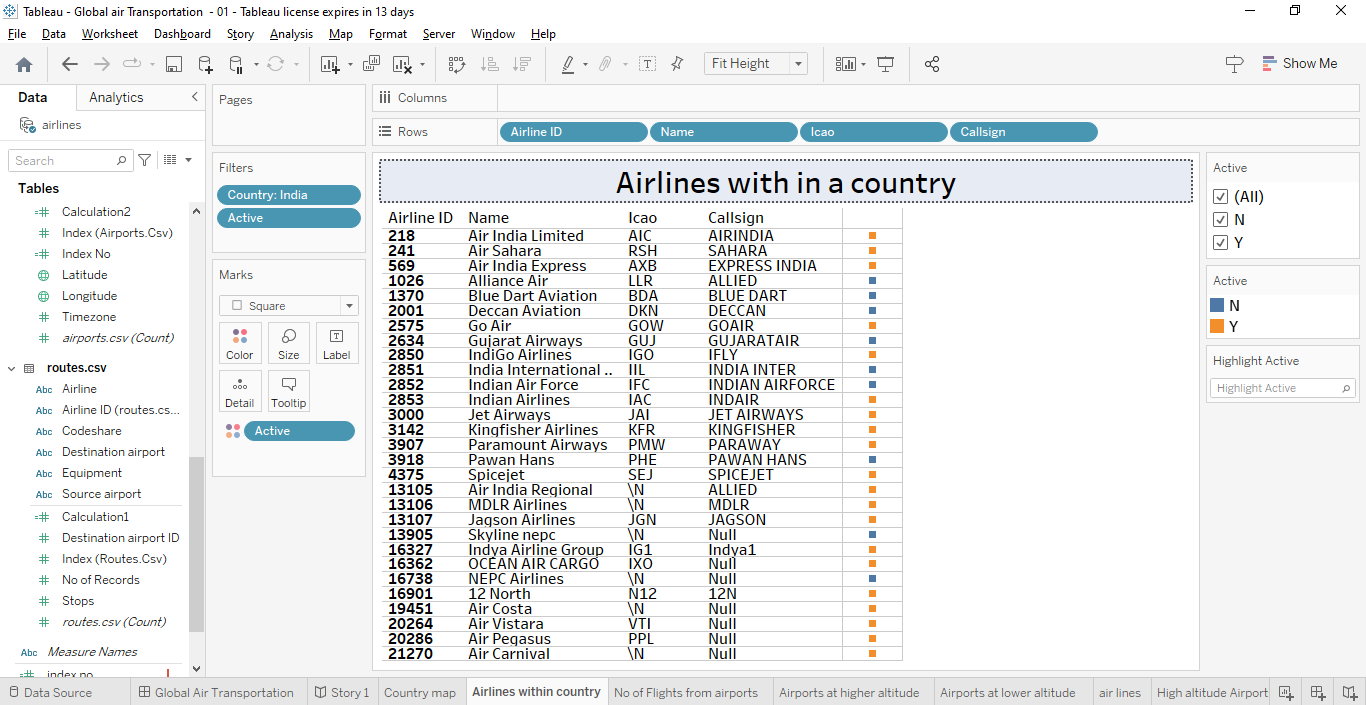 Tableau - Global air Transportation - 01 - Tableau license expires in 13 days
File Data Worksheet Dashboard Story Analysis Map Format Server Window Help
Fit Height
Show Me
Data Analytics
airlines
Search
Tables
Calculation2
Index (Airports.Csv)
Index No
Latitude
Longitude
Timezone
airports.csv (Count)
routes.csv
Abc Airline
Abc Airline ID (routes.cs...
Abc Codeshare
Abc Destination airport
Abc Equipment
Abc Source airport
Calculation1
Destination airport ID
Index (Routes.Csv)
No of Records
Stops
routes.csv (Count)
Abc Measure Names
index no
Pages
Filters
Country: India
Active
Marks
Square
Color Size Label
Detail Tooltip
Active
Columns
Rows Airline ID Name Icao Callsign
Airlines with in a country
Airline ID Name Icao Callsign
218 Air India Limited AIC AIRINDIA
241 Air Sahara RSH SAHARA
569 Air India Express AXB EXPRESS INDIA
1026 Alliance Air LLR ALLIED
1370 Blue Dart Aviation BDA BLUE DART
2001 Deccan Aviation DKN DECCAN
2575 Go Air GOW GOAIR
2634 Gujarat Airways GUJ GUJARATAIR
2850 IndiGo Airlines IGO IFLY
2851 India International .. IIL INDIA INTER
2852 Indian Air Force IFC INDIAN AIRFORCE
2853 Indian Airlines IAC INDAIR
3000 Jet Airways JAI JET AIRWAYS
3142 Kingfisher Airlines KFR KINGFISHER
3907 Paramount Airways PMW PARAWAY
3918 Pawan Hans PHE PAWAN HANS
4375 Spicejet SEJ SPICEJET
13105 Air India Regional \N ALLIED
13106 MDLR Airlines \N MDLR
13107 Jagson Airlines JGN JAGSON
13905 Skyline nepc \N Null
16327 Indya Airline Group IG1 Indya1
16362 OCEAN AIR CARGO IXO Null
16738 NEPC Airlines \N Null
16901 12 North N12 12N
19451 Air Costa \N Null
20264 Air Vistara VTI Null
20286 Air Pegasus PPL Null
21270 Air Carnival \N Null
Active
(All)
N
Y
Active
N
Y
Highlight Active
Highlight Active
Data Source Global Air Transportation Story 1 Country map Airlines within country No of Flights from airports Airports at higher altitude Airports at lower altitude air lines High altitude Airport